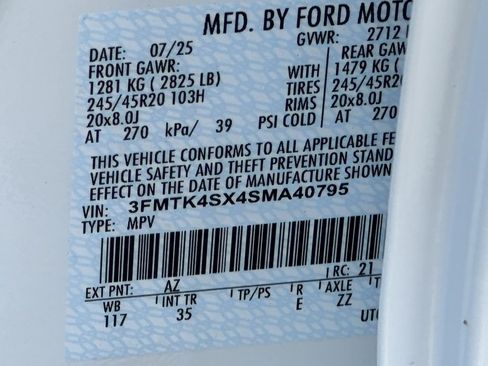 MFD. BY FORD MOTO
DATE: 07/25 GVWR: 2712
FRONT GAWR: REAR GAW
1281 KG ( 2825 LB) WITH 1479 KG (
245/45R20 103H TIRES 245/45R20
20x8.0J RIMS 20x8.0J
AT 270 kPa/ 39 PSI COLD AT 270
THIS VEHICLE CONFORMS TO ALL APPLICABLE FE
VEHICLE SAFETY AND THEFT PREVENTION STAND
EFFECT ON THE DATE OF MANUFACTURE SHOWN
VIN: 3FMTK4SX4SMA40795
TYPE: MPV
EXT PNT: AZ RC: 21
WB INT TR TP/PS R AXLE T
117 35 E ZZ
UTC